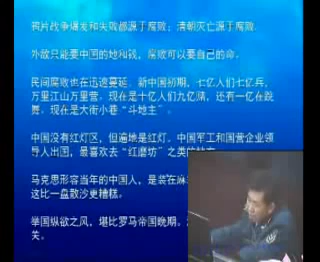 鸦片战争爆发和失败都源于腐败；清朝灭亡源于腐败。
外敌只能要中国的地和钱，腐败可以要自己的命。
民间腐败也在迅速蔓延。新中国初期，七亿人们七亿兵，
万里江山万里营。现在是十亿人们九亿赌，还有一亿在跳
舞。现在是大街小巷“斗地主”。
中国没有红灯区，但遍地是红灯。中国军工和国营企业领
导人出国，最喜欢去“红磨坊”之类的地方
马克思形容当年的中国人，是装在麻
这比一盘散沙更糟糕。
举国纵欲之风，堪比罗马帝国晚期。
关。